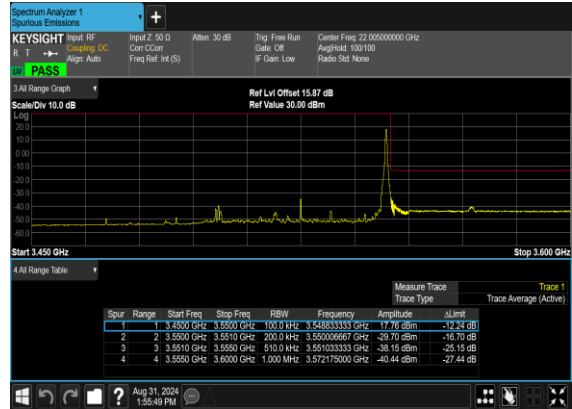 Spectrum Analyzer 1
Spurious Emissions
KEYSIGHT Input: RF Input Z: 50 Ω Atten: 30 dB Trig: Free Run Center Freq: 22.005000000 GHz
R T Coupling: DC Corr CCorr Gate: Off Avg|Hold: 100/100
Align: Auto Freq Ref: Int (S) IF Gain: Low Radio Std: None
PASS
3 All Range Graph
Ref Lvl Offset 15.87 dB
Scale/Div 10.0 dB Ref Value 30.00 dBm
Log
20.0
10.0
0.00
-10.0
-20.0
-30.0
-40.0
-50.0
-60.0
Start 3.450 GHz Stop 3.600 GHz
4 All Range Table
Measure Trace Trace 1
Trace Type Trace Average (Active)
Spur Range Start Freq Stop Freq RBW Frequency Amplitude ΔLimit
1 1 3.4500 GHz 3.5500 GHz 100.0 kHz 3.548833333 GHz 17.76 dBm -12.24 dB
2 2 3.5500 GHz 3.5510 GHz 200.0 kHz 3.550006667 GHz -29.70 dBm -16.70 dB
3 3 3.5510 GHz 3.5550 GHz 510.0 kHz 3.551033333 GHz -38.15 dBm -25.15 dB
4 4 3.5550 GHz 3.6000 GHz 1.000 MHz 3.572175000 GHz -40.44 dBm -27.44 dB
? Aug 31, 2024
1:55:49 PM